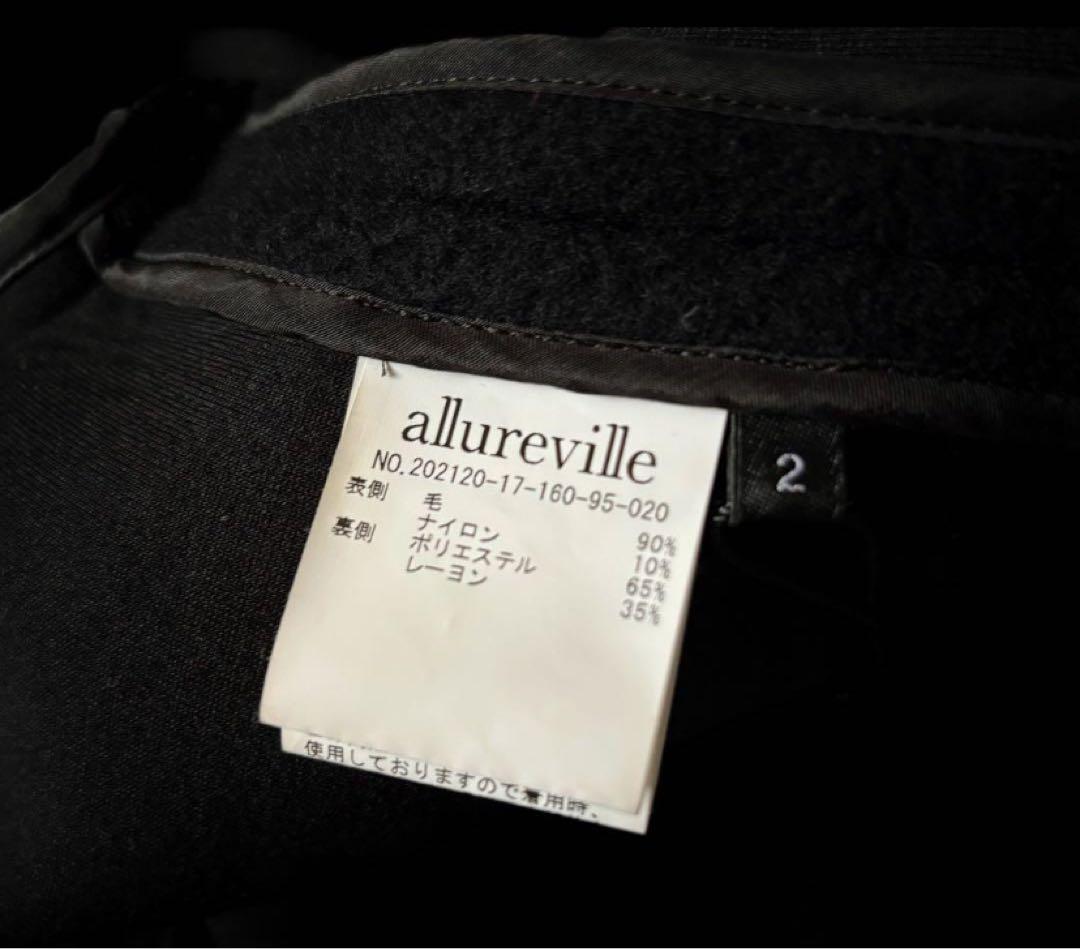 allureville
NO.202120-17-160-95-020
表側 毛 90%
ナイロン 10%
裏側 ポリエステル 65%
レーヨン 35%
2
使用しておりますので着用時、